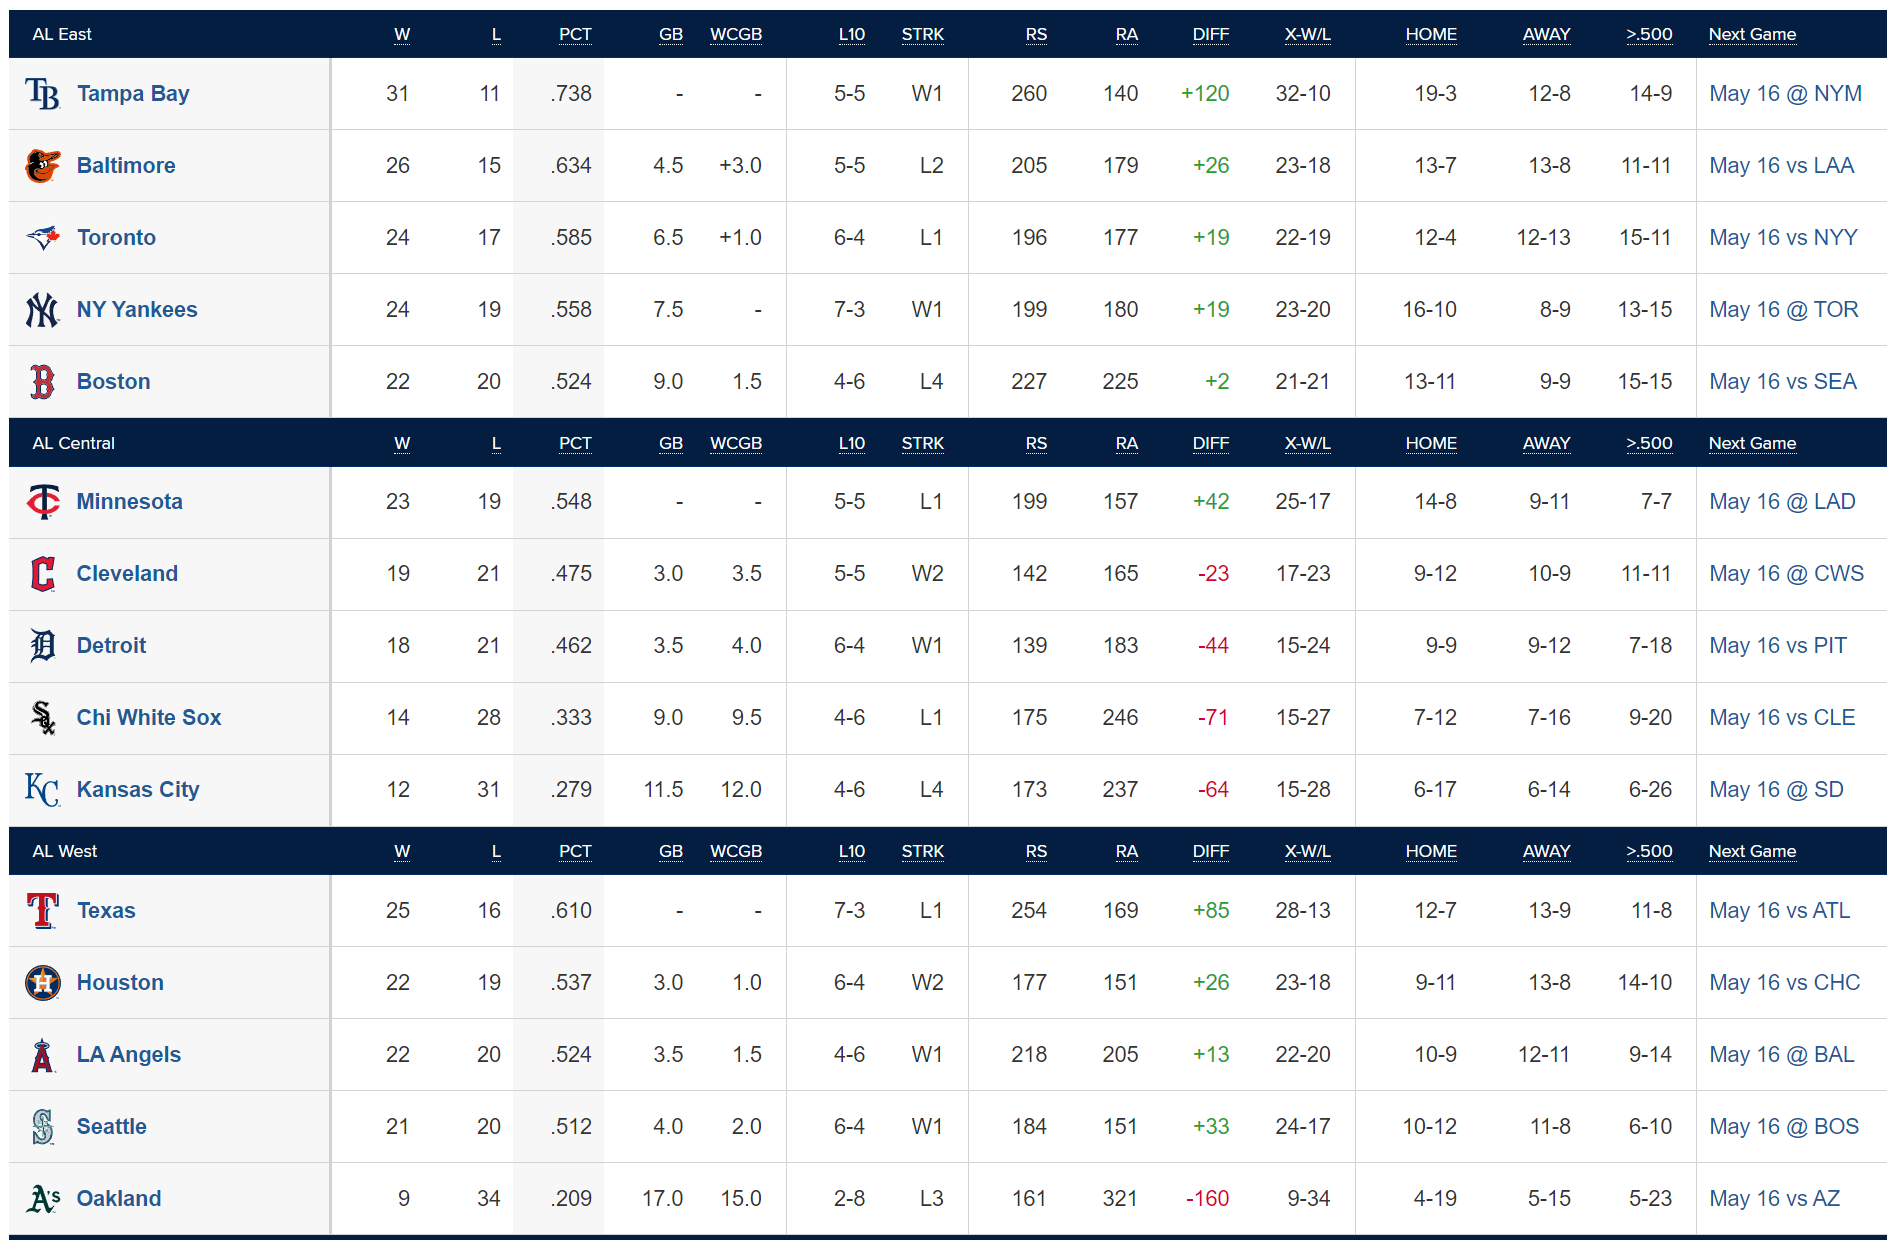 AL East W L PCT GB WCGB L10 STRK RS RA DIFF X-W/L HOME AWAY >.500 Next Game
Tampa Bay 31 11 .738 - - 5-5 W1 260 140 +120 32-10 19-3 12-8 14-9 May 16 @ NYM
Baltimore 26 15 .634 4.5 +3.0 5-5 L2 205 179 +26 23-18 13-7 13-8 11-11 May 16 vs LAA
Toronto 24 17 .585 6.5 +1.0 6-4 L1 196 177 +19 22-19 12-4 12-13 15-11 May 16 vs NYY
NY Yankees 24 19 .558 7.5 - 7-3 W1 199 180 +19 23-20 16-10 8-9 13-15 May 16 @ TOR
Boston 22 20 .524 9.0 1.5 4-6 L4 227 225 +2 21-21 13-11 9-9 15-15 May 16 vs SEA
AL Central W L PCT GB WCGB L10 STRK RS RA DIFF X-W/L HOME AWAY >.500 Next Game
Minnesota 23 19 .548 - - 5-5 L1 199 157 +42 25-17 14-8 9-11 7-7 May 16 @ LAD
Cleveland 19 21 .475 3.0 3.5 5-5 W2 142 165 -23 17-23 9-12 10-9 11-11 May 16 @ CWS
Detroit 18 21 .462 3.5 4.0 6-4 W1 139 183 -44 15-24 9-9 9-12 7-18 May 16 vs PIT
Chi White Sox 14 28 .333 9.0 9.5 4-6 L1 175 246 -71 15-27 7-12 7-16 9-20 May 16 vs CLE
Kansas City 12 31 .279 11.5 12.0 4-6 L4 173 237 -64 15-28 6-17 6-14 6-26 May 16 @ SD
AL West W L PCT GB WCGB L10 STRK RS RA DIFF X-W/L HOME AWAY >.500 Next Game
Texas 25 16 .610 - - 7-3 L1 254 169 +85 28-13 12-7 13-9 11-8 May 16 vs ATL
Houston 22 19 .537 3.0 1.0 6-4 W2 177 151 +26 23-18 9-11 13-8 14-10 May 16 vs CHC
LA Angels 22 20 .524 3.5 1.5 4-6 W1 218 205 +13 22-20 10-9 12-11 9-14 May 16 @ BAL
Seattle 21 20 .512 4.0 2.0 6-4 W1 184 151 +33 24-17 10-12 11-8 6-10 May 16 @ BOS
Oakland 9 34 .209 17.0 15.0 2-8 L3 161 321 -160 9-34 4-19 5-15 5-23 May 16 vs AZ